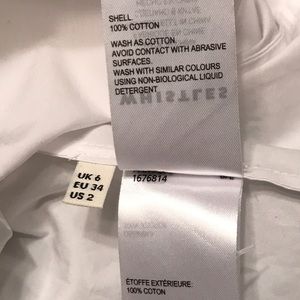 SHELL
100% COTTON
WASH AS COTTON.
AVOID CONTACT WITH ABRASIVE
SURFACES.
WASH WITH SIMILAR COLOURS
USING NON-BIOLOGICAL LIQUID
DETERGENT
WHISTLES
UK 6
EU 34
US 2
1676814
ÉTOFFE EXTÉRIEURE:
100% COTON